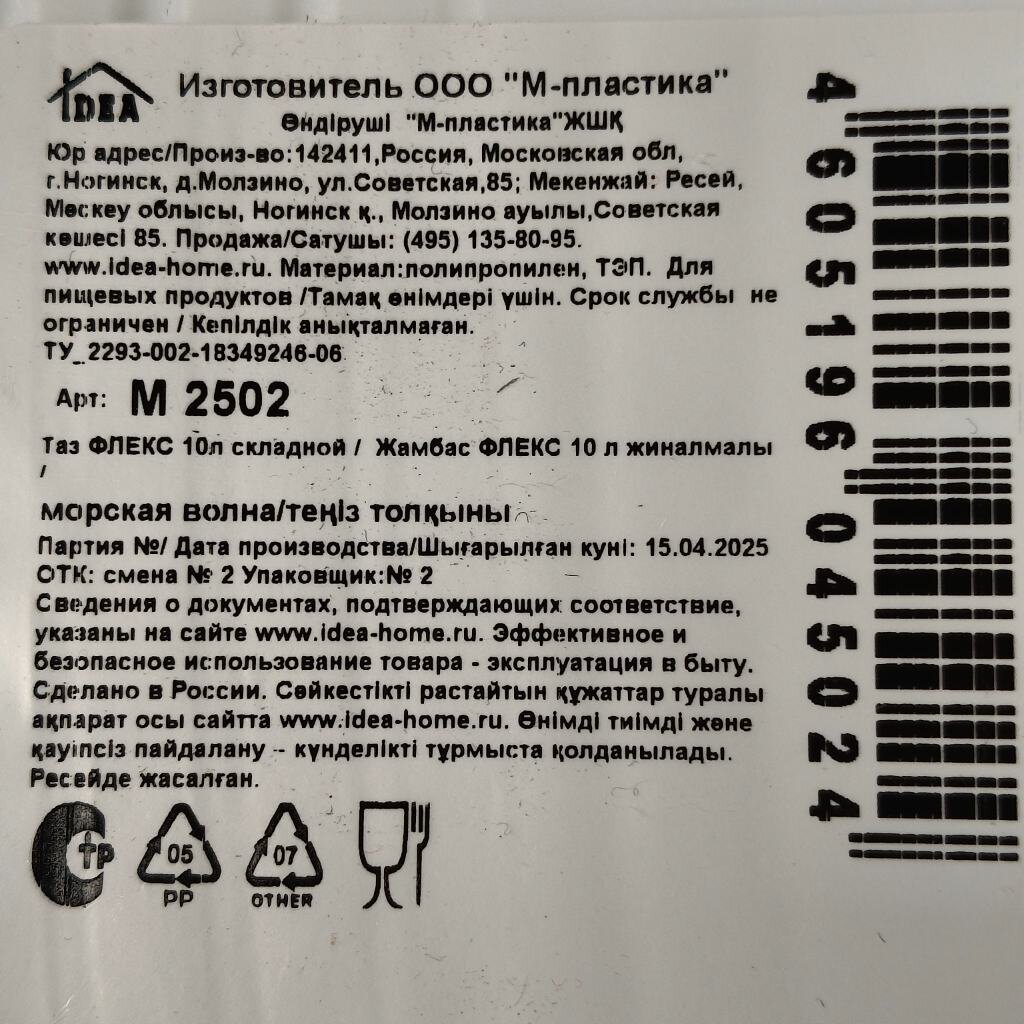 IDEA
Изготовитель ООО "М-пластика"
Өндіруші "М-пластика"ЖШҚ
Юр адрес/Произ-во:142411,Россия, Московская обл,
г.Ногинск, д.Молзино, ул.Советская,85; Мекенжай: Ресей,
Мәскеу облысы, Ногинск қ., Молзино ауылы,Советская
көшесі 85. Продажа/Сатушы: (495) 135-80-95.
www.idea-home.ru. Материал:полипропилен, ТЭП. Для
пищевых продуктов /Тамақ өнімдері үшін. Срок службы не
ограничен / Кепілдік анықталмаған.
ТУ_2293-002-18349246-06
Арт: М 2502
Таз ФЛЕКС 10л складной / Жамбас ФЛЕКС 10 л жиналмалы
/
морская волна/теңіз толқыны
Партия №/ Дата производства/Шығарылған куні: 15.04.2025
ОТК: смена № 2 Упаковщик:№ 2
Сведения о документах, подтверждающих соответствие,
указаны на сайте www.idea-home.ru. Эффективное и
безопасное использование товара - эксплуатация в быту.
Сделано в России. Сәйкестікті растайтын құжаттар туралы
ақпарат осы сайтта www.idea-home.ru. Өнімді тиімді және
қауіпсіз пайдалану - күнделікті тұрмыста қолданылады.
Ресейде жасалған.
СТР
05
PP
07
OTHER
4605196045024